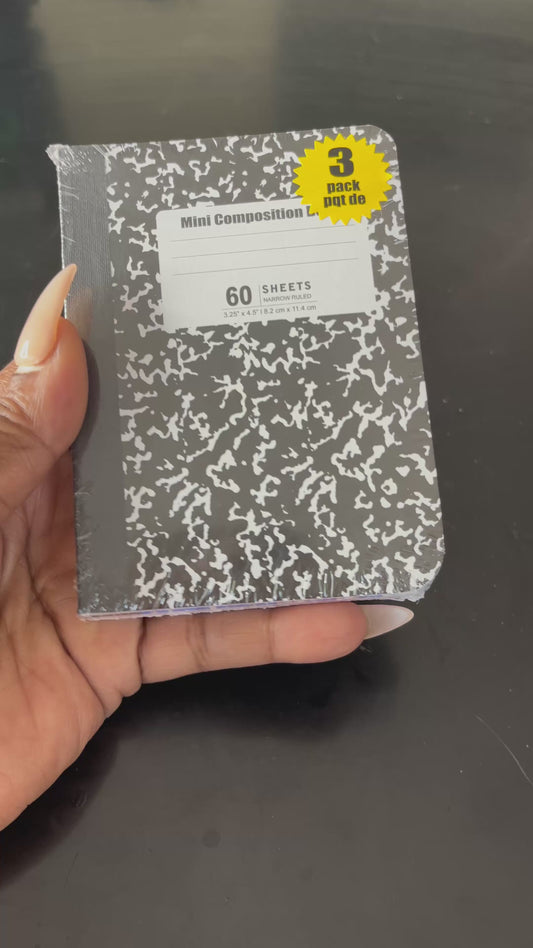 3
pack
pqt de
Mini Composition
60 SHEETS
NARROW RULED
3.25" x 4.5" I 8.2 cm x 11.4 cm